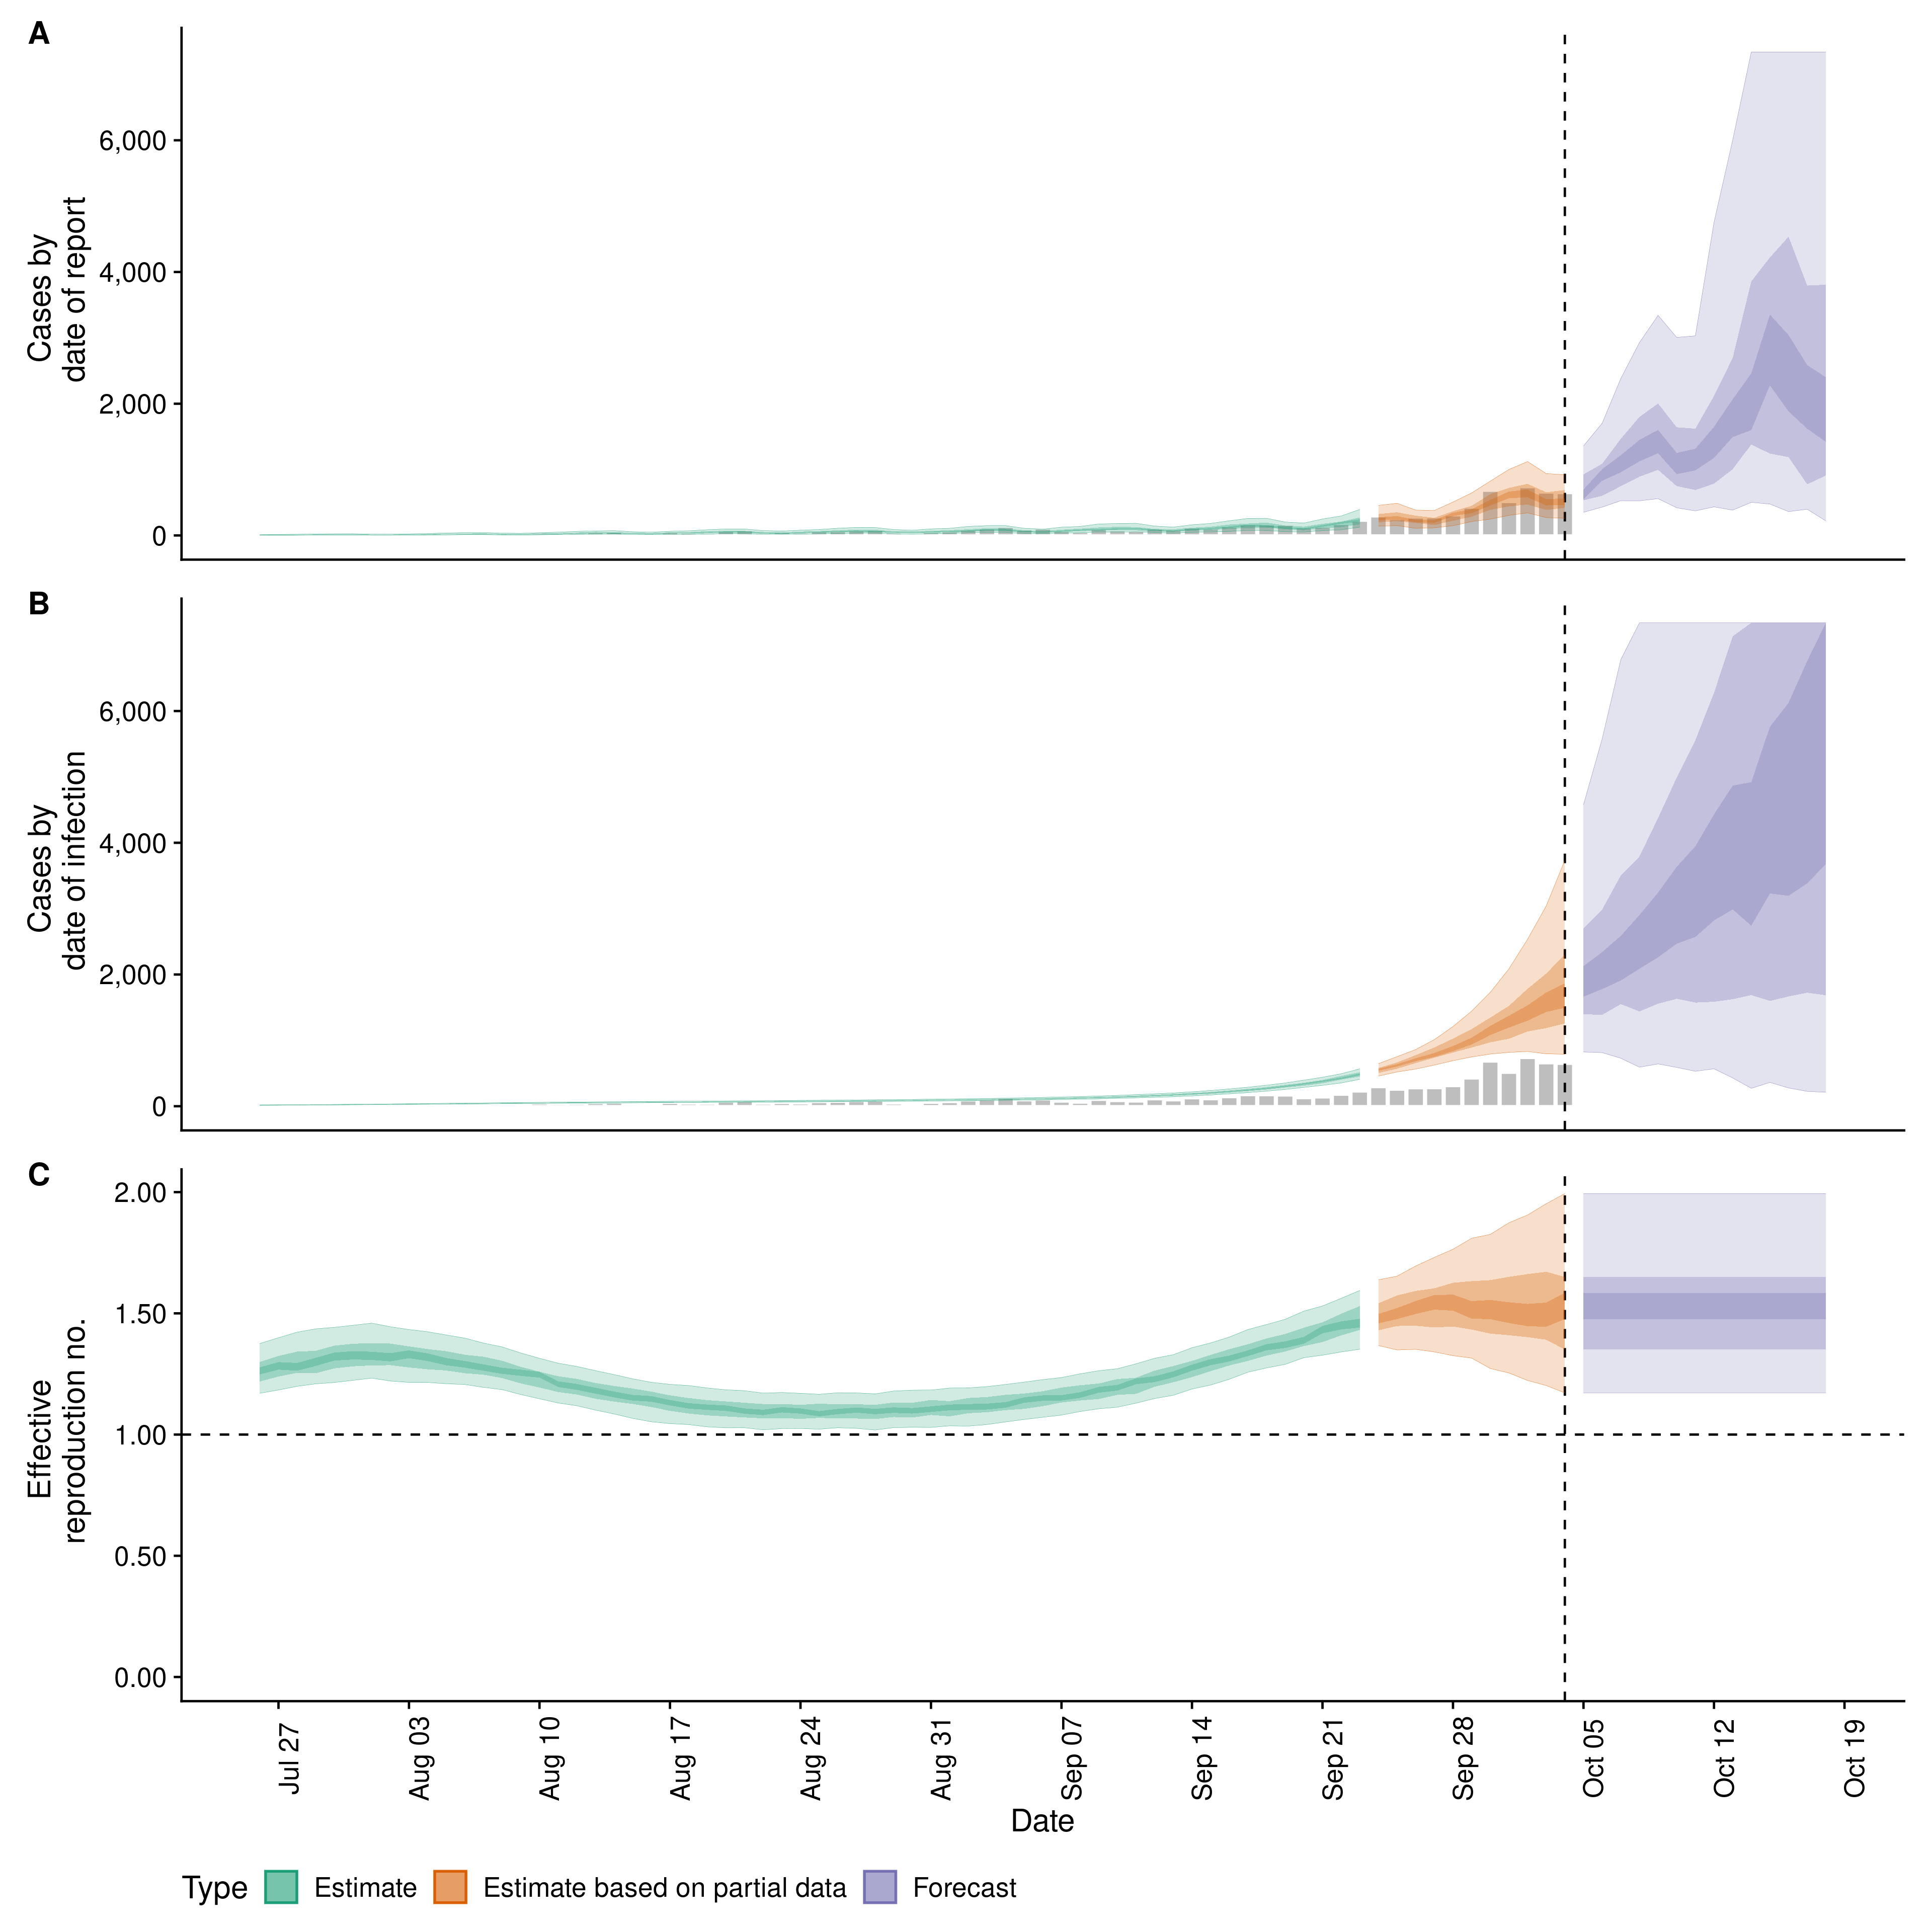 A
Cases by
date of report
6,000
4,000
2,000
0
B
Cases by
date of infection
6,000
4,000
2,000
0
C
Effective
reproduction no.
2.00
1.50
1.00
0.50
0.00
Jul 27
Aug 03
Aug 10
Aug 17
Aug 24
Aug 31
Sep 07
Sep 14
Sep 21
Sep 28
Oct 05
Oct 12
Oct 19
Date
Type Estimate Estimate based on partial data Forecast